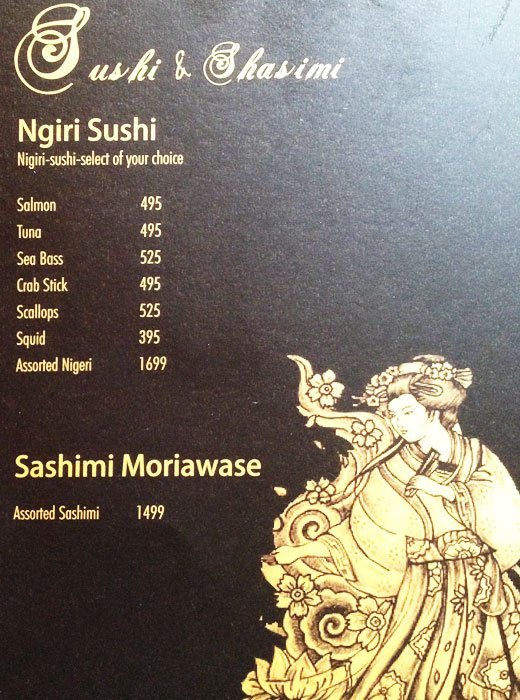 Sushi & Shasimi
Ngiri Sushi
Nigiri-sushi-select of your choice
Salmon 495
Tuna 495
Sea Bass 525
Crab Stick 495
Scallops 525
Squid 395
Assorted Nigeri 1699
Sashimi Moriawase
Assorted Sashimi 1499